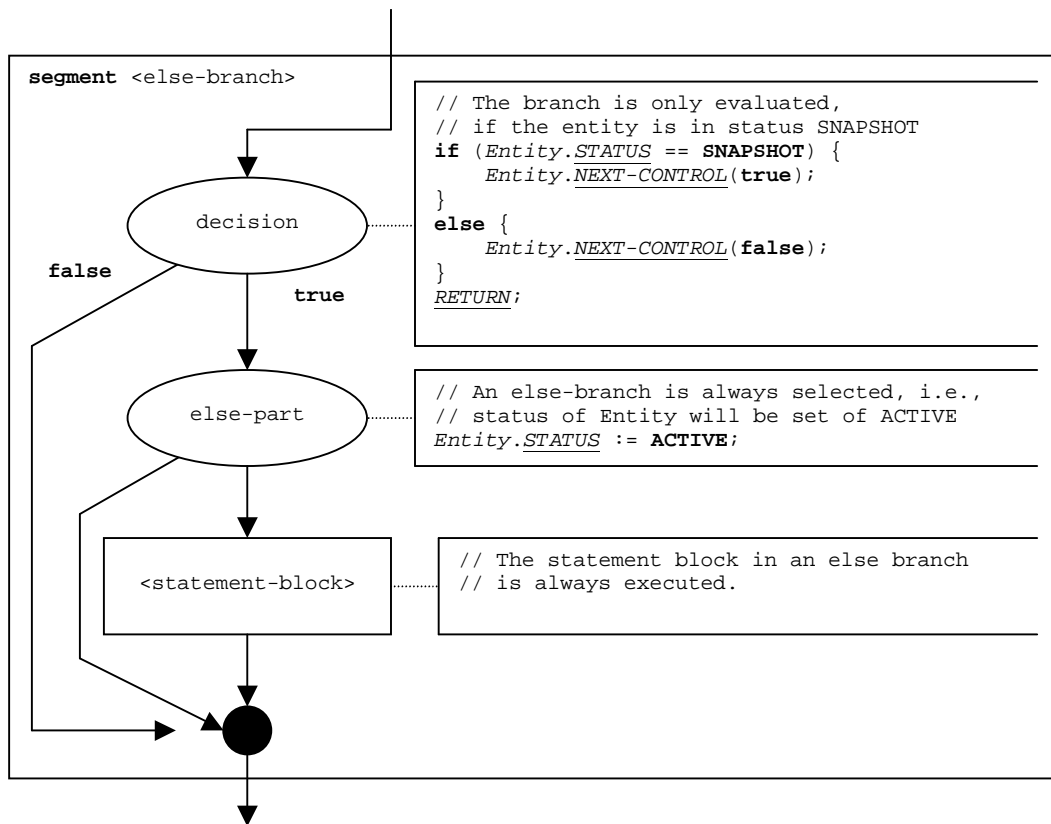 segment <else-branch>
// The branch is only evaluated,
// if the entity is in status SNAPSHOT
if (Entity.STATUS == SNAPSHOT) {
Entity.NEXT-CONTROL(true);
}
else {
Entity.NEXT-CONTROL(false);
}
RETURN;
decision
false
true
// An else-branch is always selected, i.e.,
// status of Entity will be set of ACTIVE
Entity.STATUS := ACTIVE;
else-part
// The statement block in an else branch
// is always executed.
<statement-block>